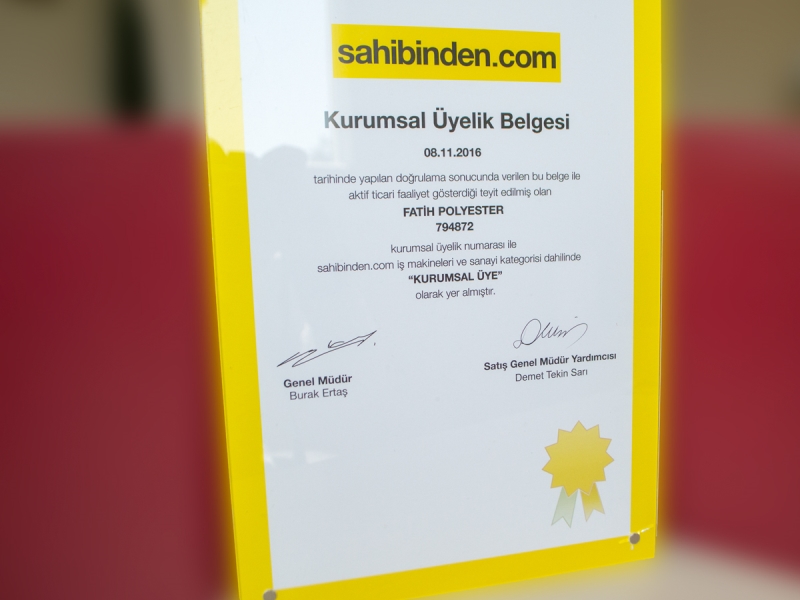 sahibinden.com
Kurumsal Üyelik Belgesi
08.11.2016
tarihinde yapılan doğrulama sonucunda verilen bu belge ile
aktif ticari faaliyet gösterdiği teyit edilmiş olan
FATİH POLYESTER
794872
kurumsal üyelik numarası ile
sahibinden.com iş makineleri ve sanayi kategorisi dahilinde
“KURUMSAL ÜYE”
olarak yer almıştır.
Genel Müdür
Burak Ertaş
Satış Genel Müdür Yardımcısı
Demet Tekin Sarı